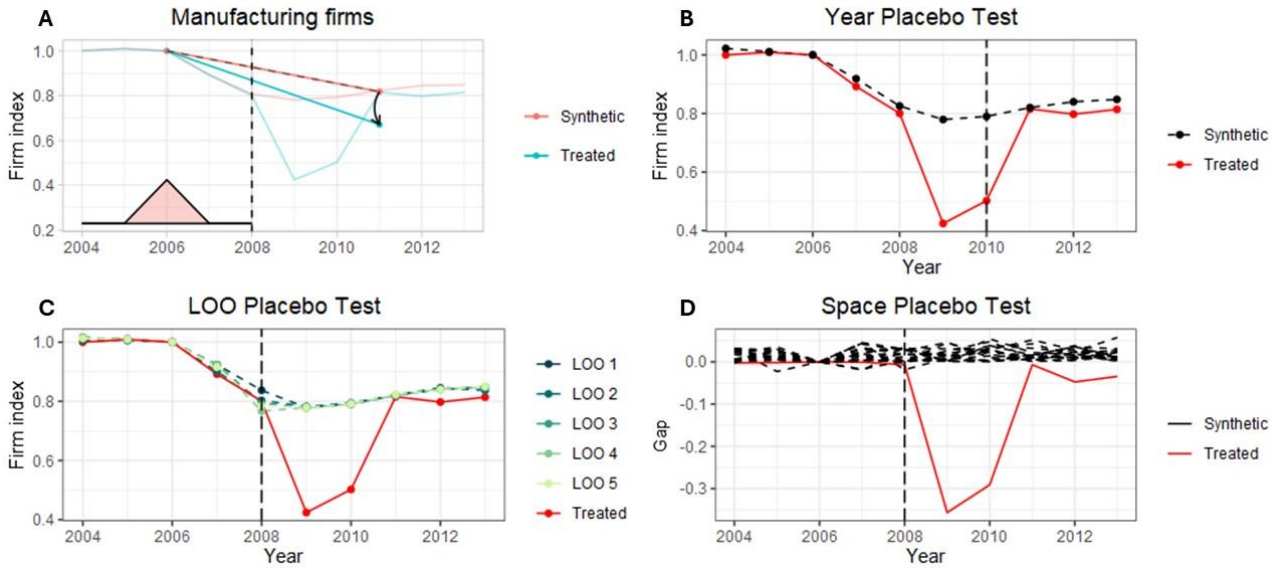 A
Manufacturing firms
Firm index
1.0
0.8
0.6
0.4
0.2
2004 2006 2008 2010 2012
Synthetic
Treated
B
Year Placebo Test
Firm index
1.0
0.8
0.6
0.4
2004 2006 2008 2010 2012
Year
Synthetic
Treated
C
LOO Placebo Test
Firm index
1.0
0.8
0.6
0.4
2004 2006 2008 2010 2012
Year
LOO 1
LOO 2
LOO 3
LOO 4
LOO 5
Treated
D
Space Placebo Test
Gap
0.0
-0.1
-0.2
-0.3
2004 2006 2008 2010 2012
Year
Synthetic
Treated